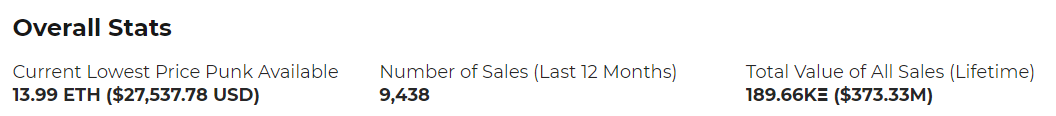 Overall Stats
Current Lowest Price Punk Available
13.99 ETH ($27,537.78 USD)
Number of Sales (Last 12 Months)
9,438
Total Value of All Sales (Lifetime)
189.66KΞ ($373.33M)